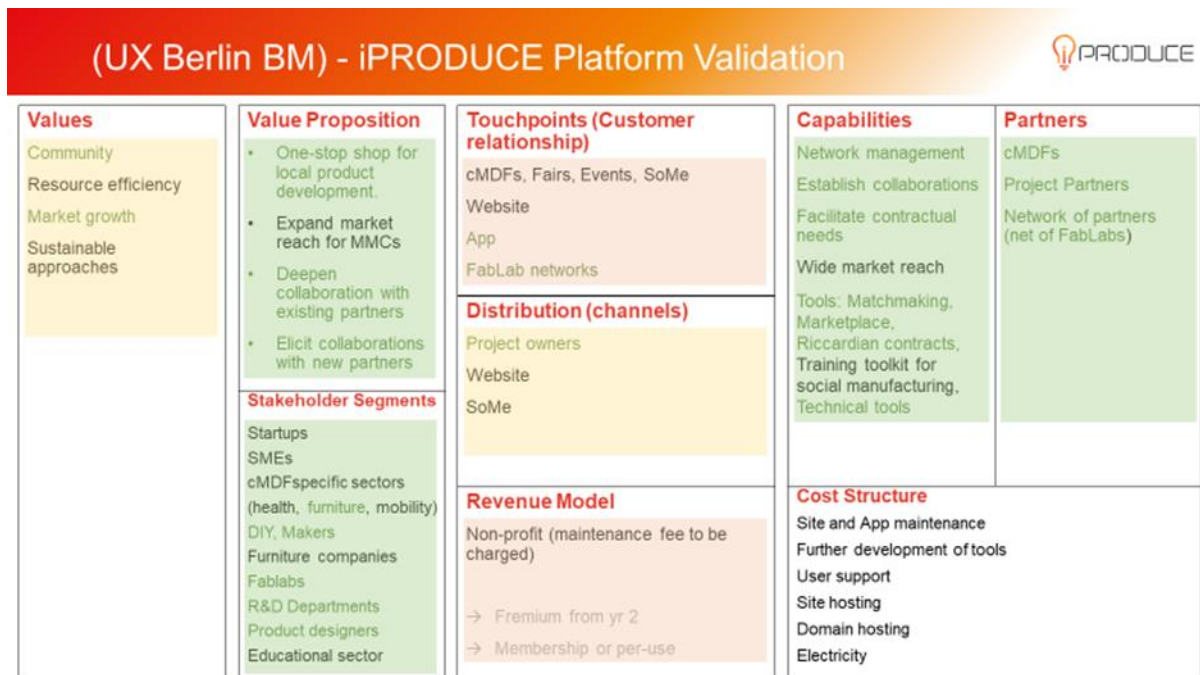 (UX Berlin BM) - iPRODUCE Platform Validation
PRODUCE
Values
Community
Resource efficiency
Market growth
Sustainable
approaches
Value Proposition
• One-stop shop for
local product
development.
• Expand market
reach for MMCs
• Deepen
collaboration with
existing partners
• Elicit collaborations
with new partners
Stakeholder Segments
Startups
SMEs
cMDFspecific sectors
(health, furniture, mobility)
DIY, Makers
Furniture companies
Fablabs
R&D Departments
Product designers
Educational sector
Touchpoints (Customer
relationship)
cMDFs, Fairs, Events, SoMe
Website
App
FabLab networks
Distribution (channels)
Project owners
Website
SoMe
Revenue Model
Non-profit (maintenance fee to be
charged)
→ Fremium from yr 2
→ Membership or per-use
Capabilities
Network management
Establish collaborations
Facilitate contractual
needs
Wide market reach
Tools: Matchmaking,
Marketplace,
Riccardian contracts,
Training toolkit for
social manufacturing,
Technical tools
Partners
cMDFs
Project Partners
Network of partners
(net of FabLabs)
Cost Structure
Site and App maintenance
Further development of tools
User support
Site hosting
Domain hosting
Electricity